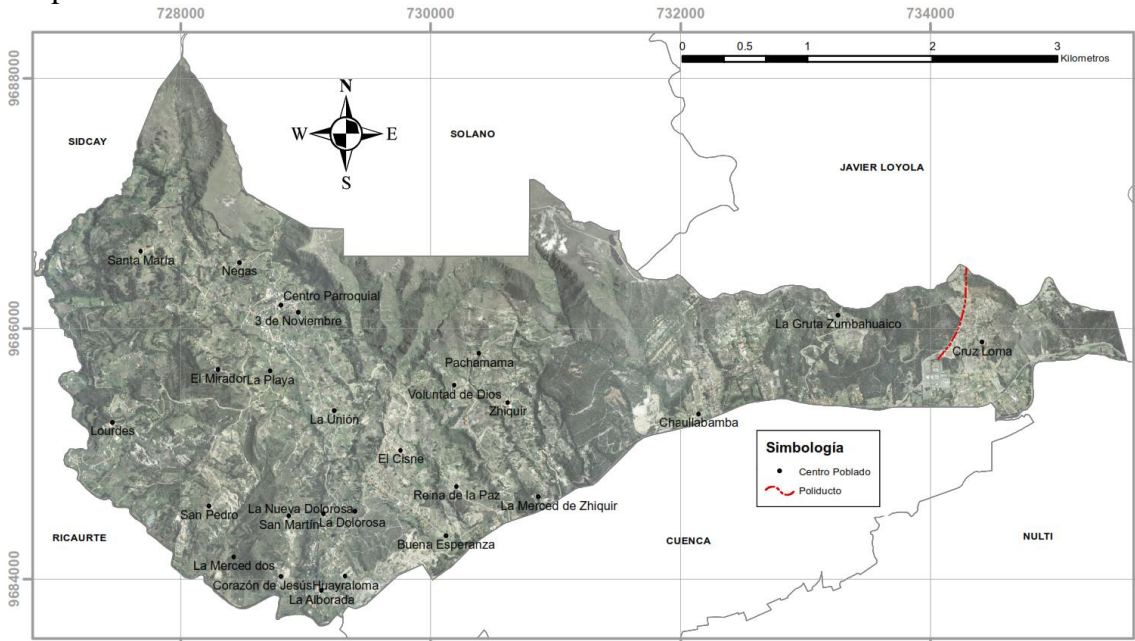 728000 730000 732000 734000
0 0.5 1 2 3
Kilometros
9688000
9686000
9684000
N
W E
S
SIDCAY
SOLANO
JAVIER LOYOLA
Santa María
Negas
Centro Parroquial
3 de Noviembre
La Gruta Zumbahuaico
Cruz Loma
Pachamama
El Mirador
La Playa
Voluntad de Dios
Zhiquir
La Unión
Chaullabamba
Lourdes
El Cisne
Simbología
Centro Poblado
Poliducto
Reina de la Paz
La Merced de Zhiquir
La Nueva Dolorosa
San Pedro
San Martín
La Dolorosa
Buena Esperanza
RICAURTE
CUENCA
NULTI
La Merced dos
Corazón de Jesús
Huayraloma
La Alborada
728000 730000 732000 734000